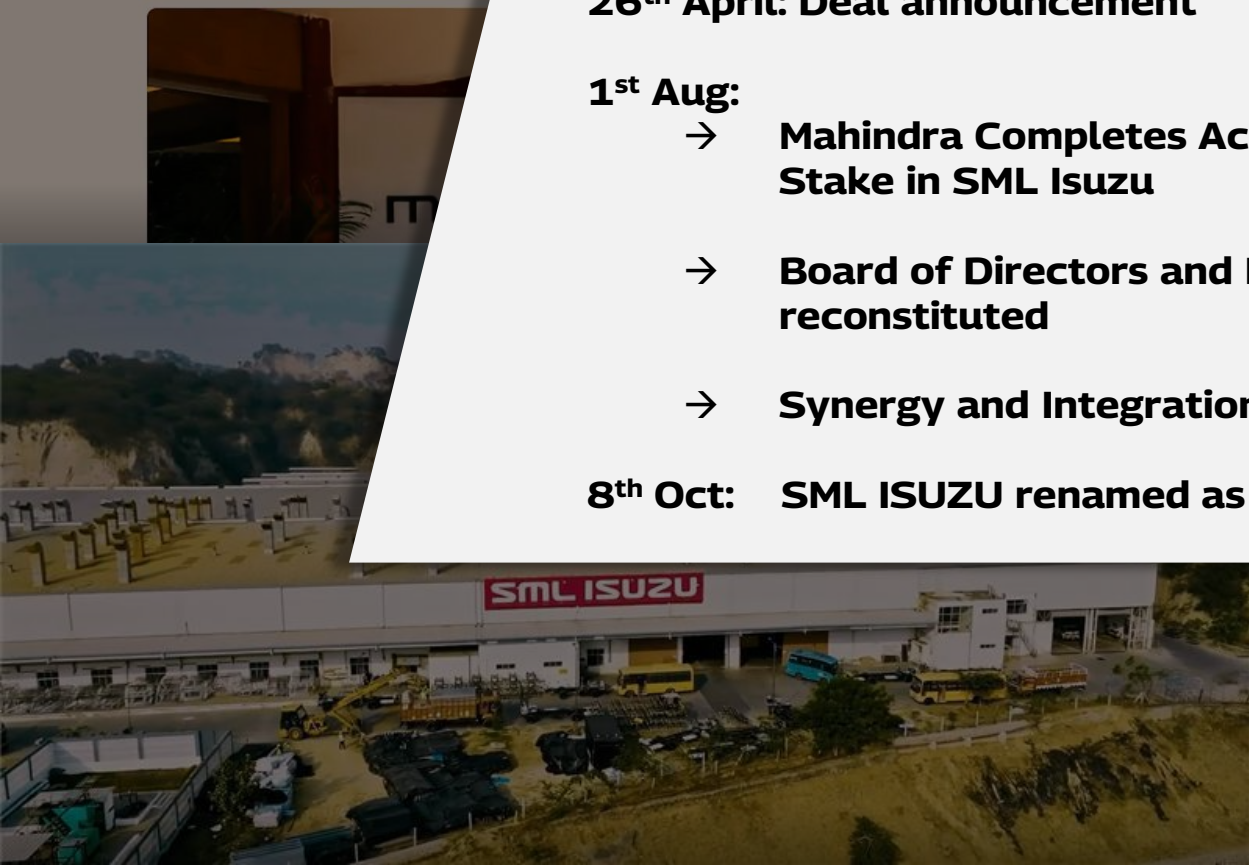 26th April: Deal announcement
1st Aug:
→ Mahindra Completes Ac
Stake in SML Isuzu
→ Board of Directors and
reconstituted
→ Synergy and Integration
8th Oct: SML ISUZU renamed as
m
SML ISUZU